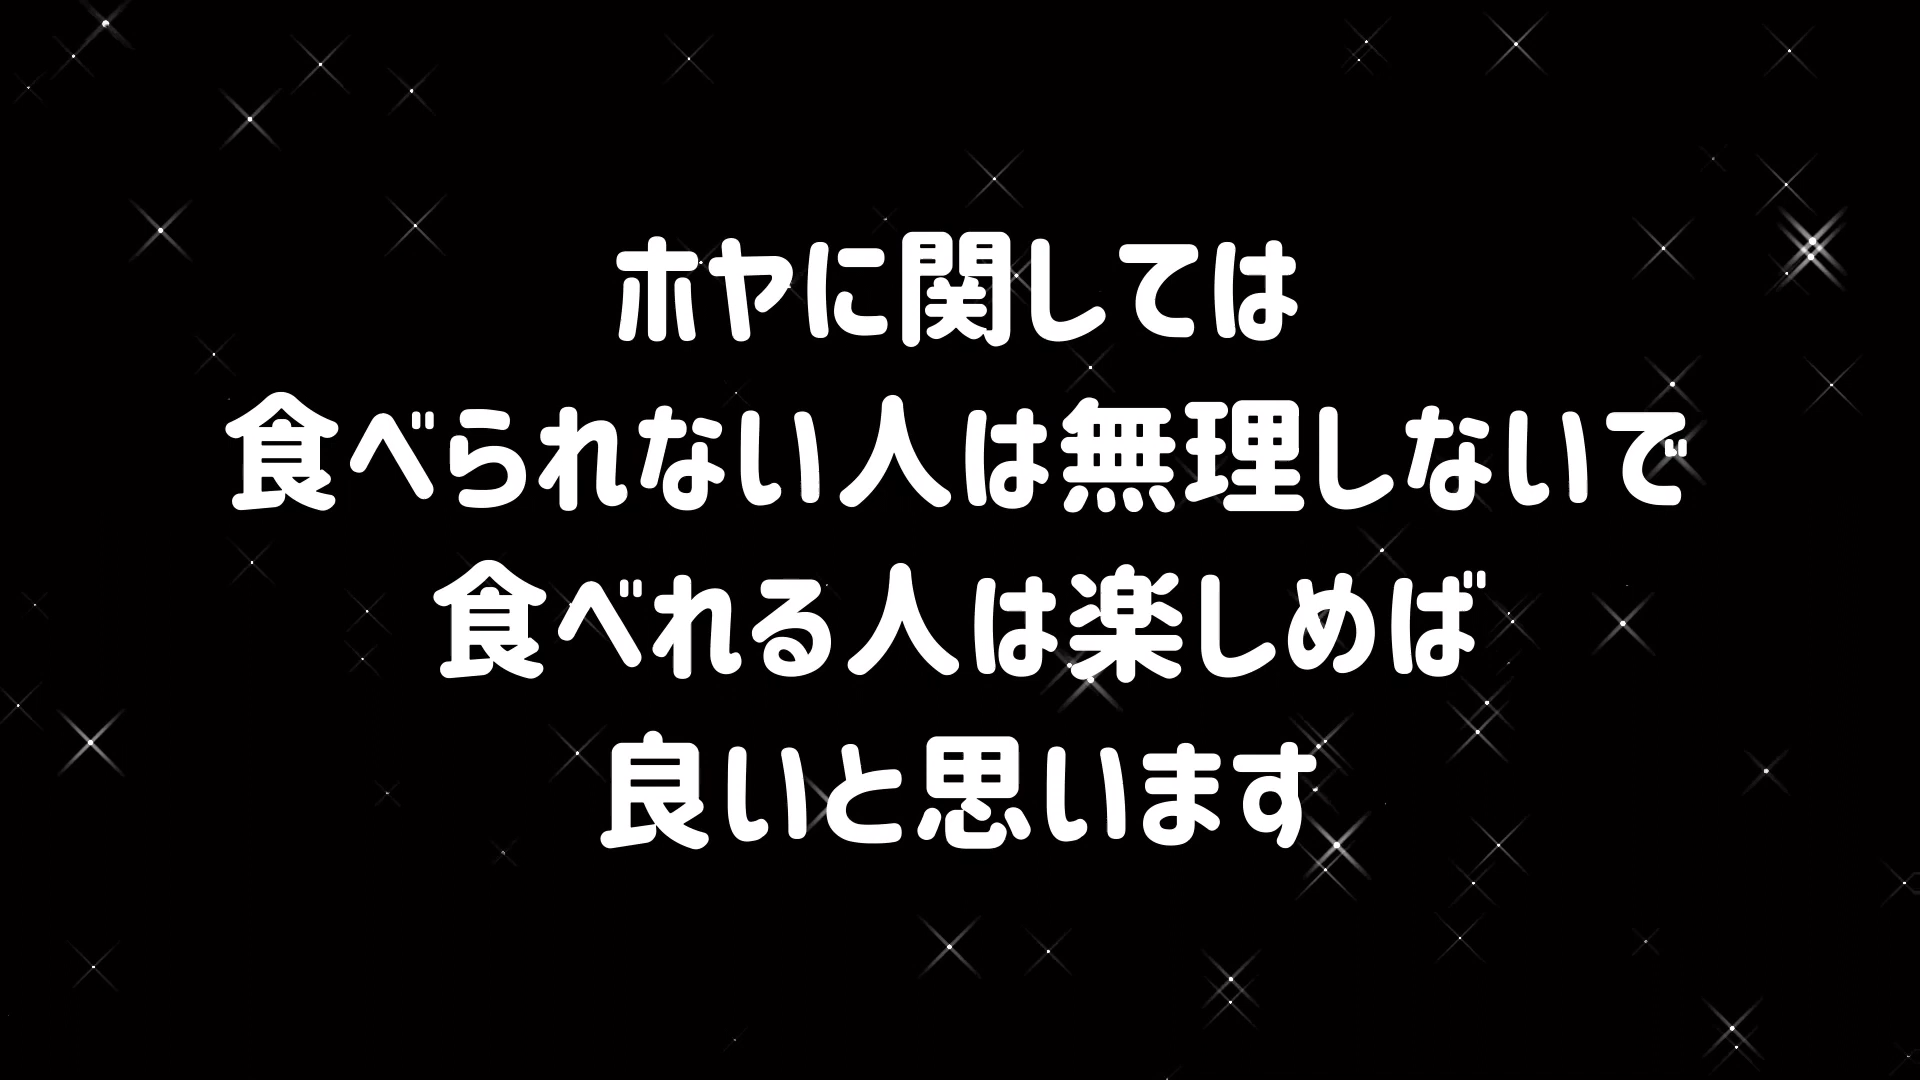 ホヤに関しては
食べられない人は無理しないで
食べれる人は楽しめば
良いと思います